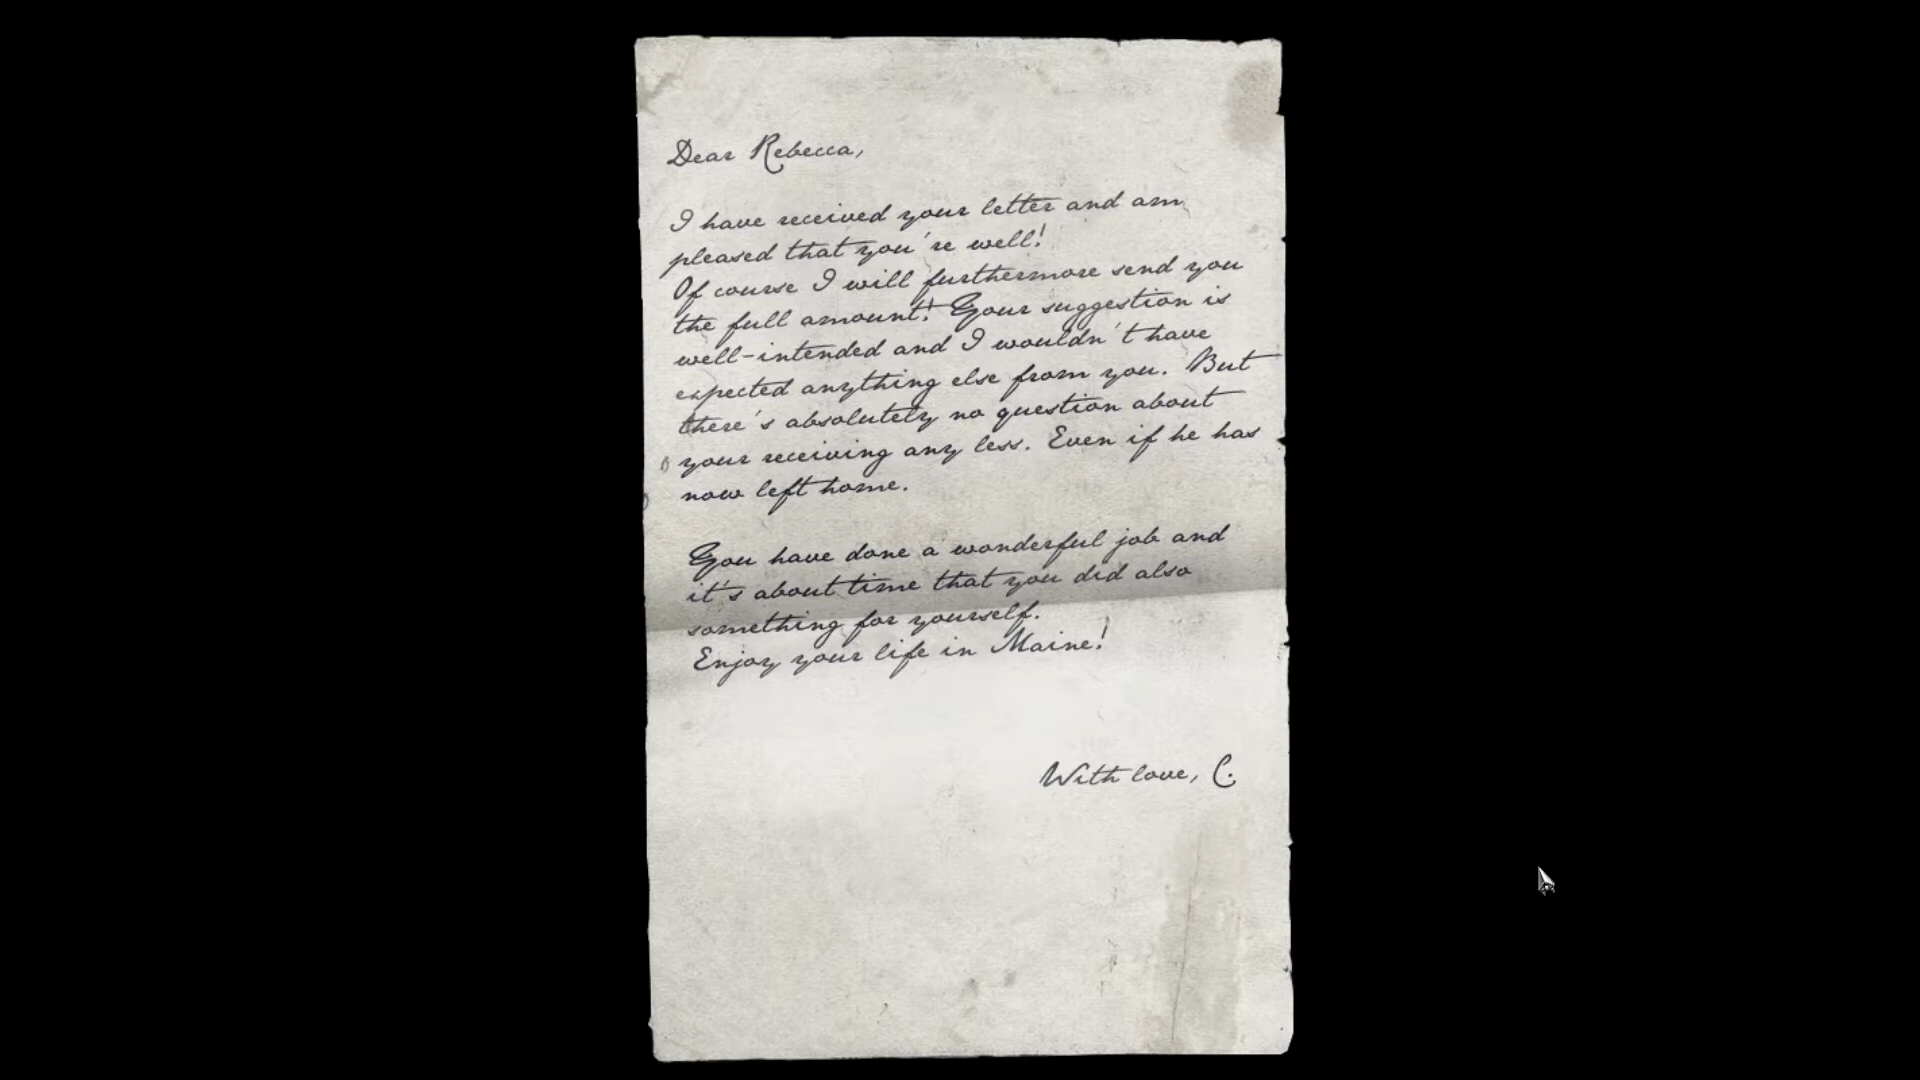 Dear Rebecca,
I have received your letter and am
pleased that you're well!
Of course I will furthermore send you
the full amount! Your suggestion is
well-intended and I wouldn't have
expected anything else from you. But
there's absolutely no question about
your receiving any less. Even if he has
now left home.
You have done a wonderful job and
it's about time that you did also
something for yourself.
Enjoy your life in Maine!
With love, C.